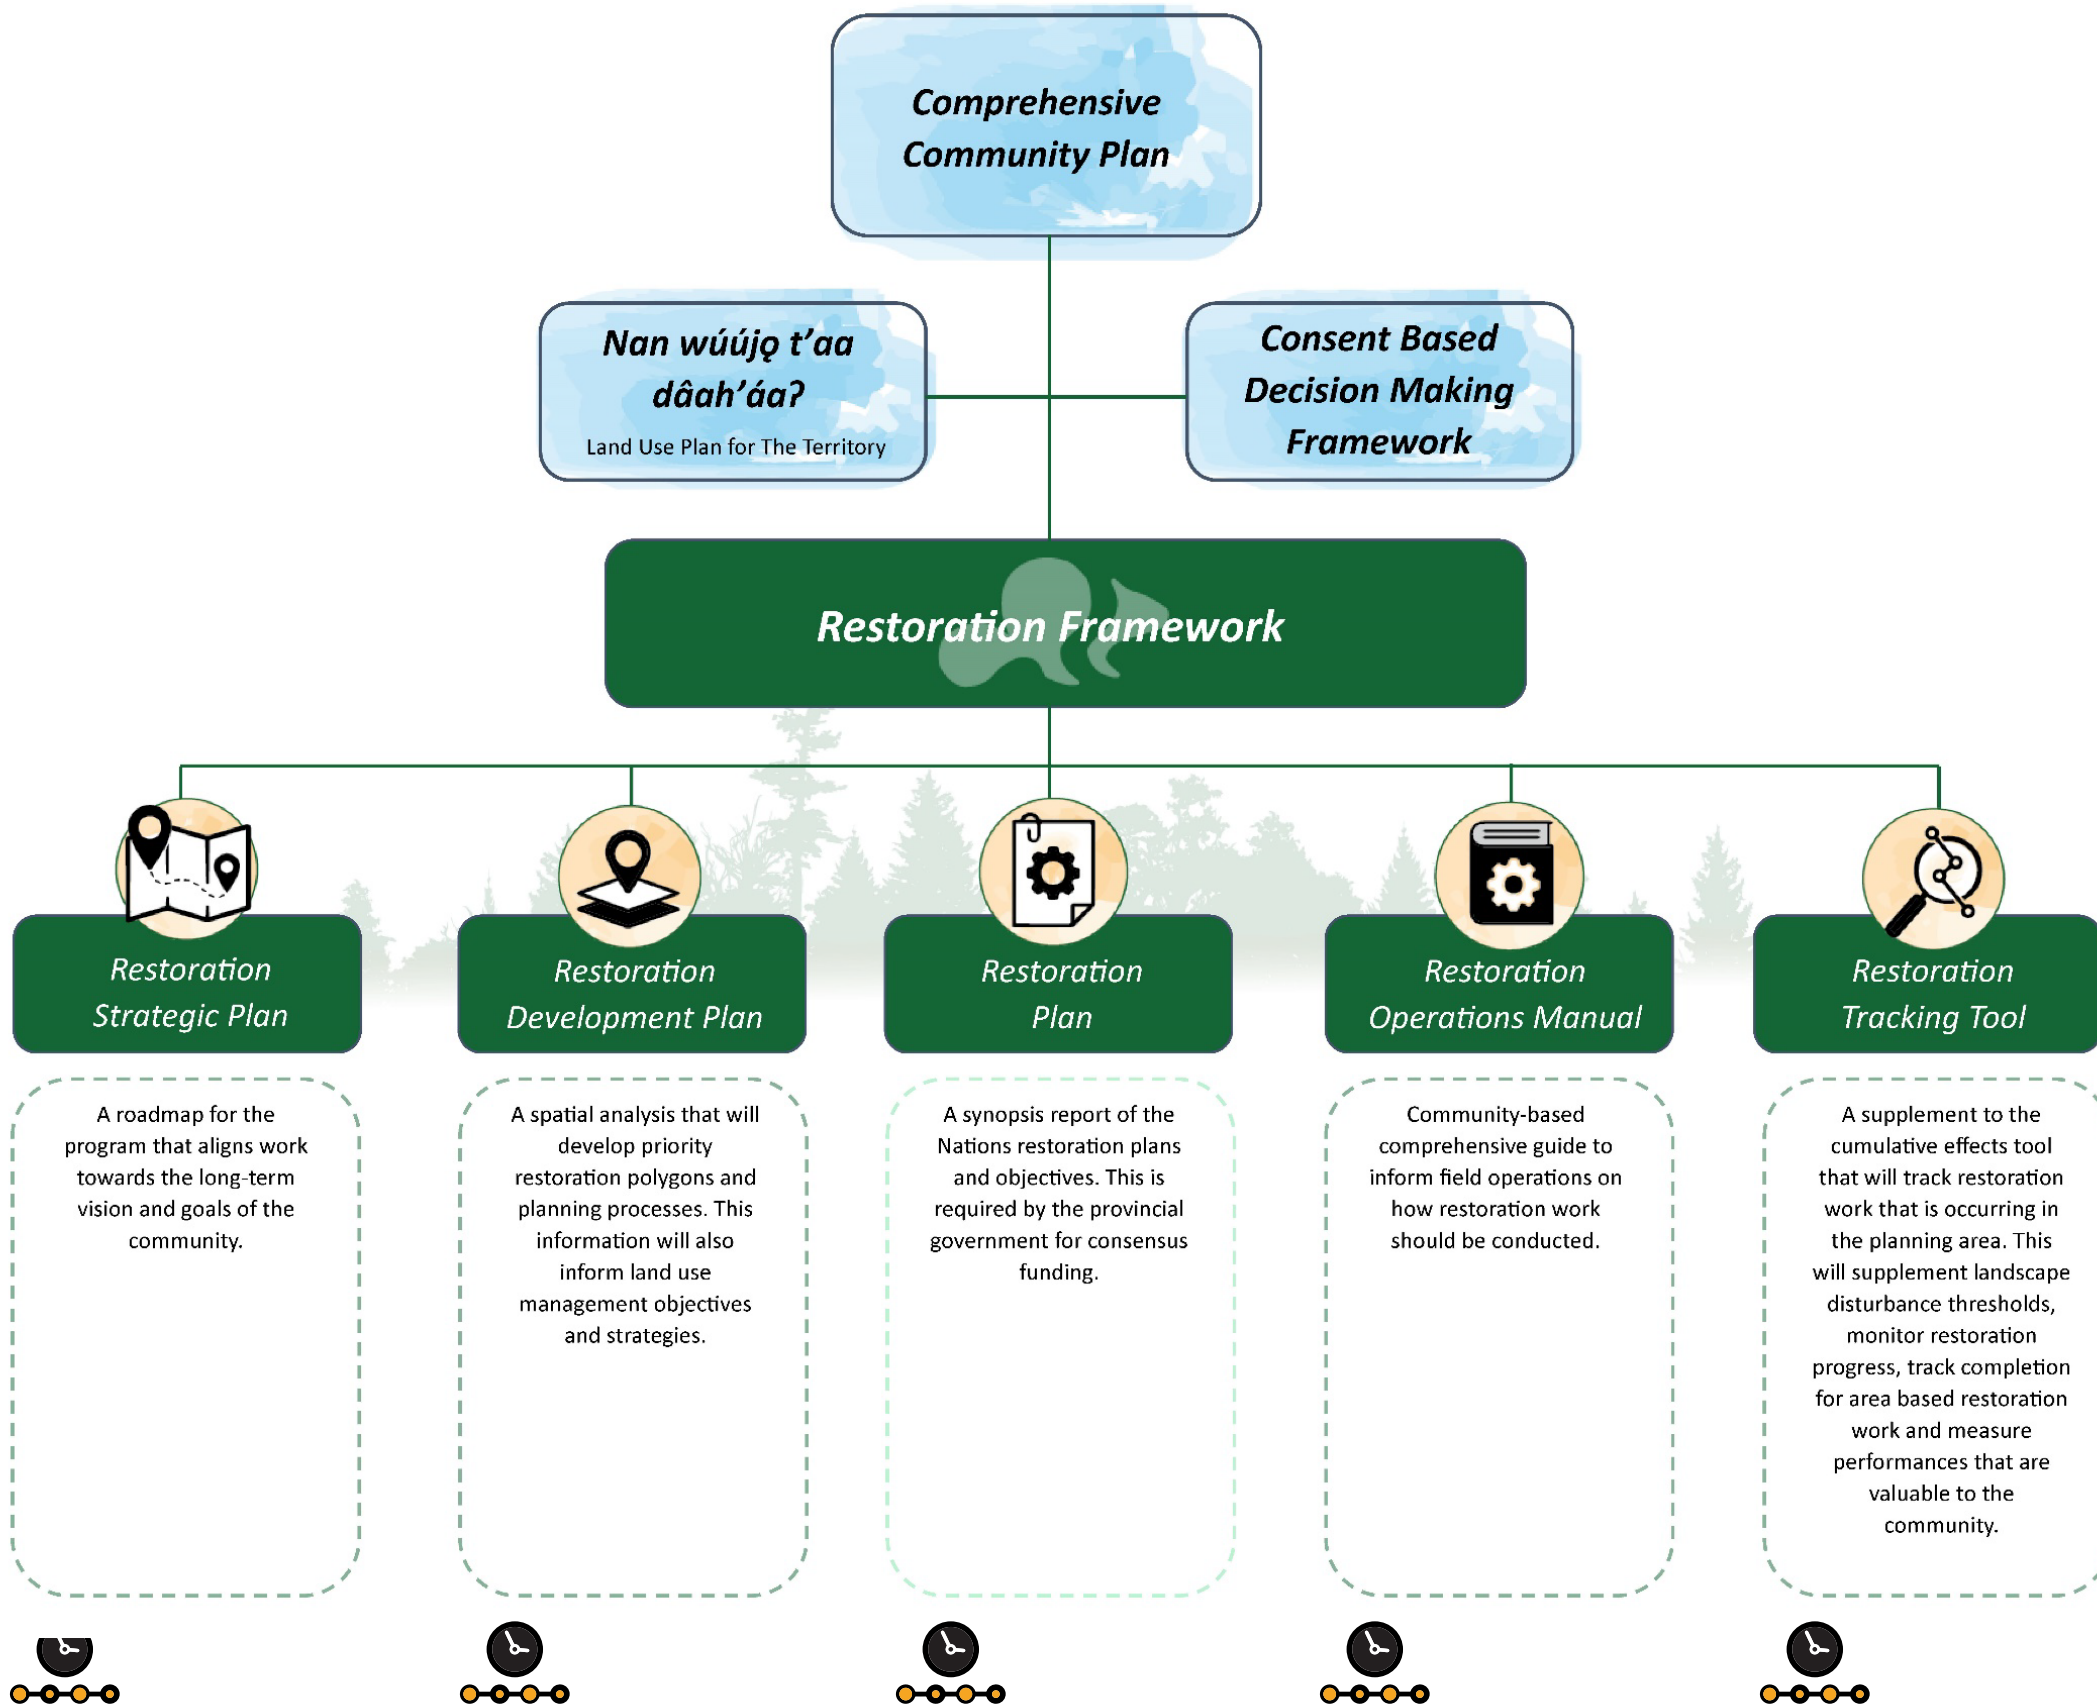 Comprehensive
Community Plan
Nan wúújǫ t’aa
dâah’áaɁ
Land Use Plan for The Territory
Consent Based
Decision Making
Framework
Restoration Framework
Restoration
Strategic Plan
Restoration
Development Plan
Restoration
Plan
Restoration
Operations Manual
Restoration
Tracking Tool
A roadmap for the
program that aligns work
towards the long-term
vision and goals of the
community.
A spatial analysis that will
develop priority
restoration polygons and
planning processes. This
information will also
inform land use
management objectives
and strategies.
A synopsis report of the
Nations restoration plans
and objectives. This is
required by the provincial
government for consensus
funding.
Community-based
comprehensive guide to
inform field operations on
how restoration work
should be conducted.
A supplement to the
cumulative effects tool
that will track restoration
work that is occurring in
the planning area. This
will supplement landscape
disturbance thresholds,
monitor restoration
progress, track completion
for area based restoration
work and measure
performances that are
valuable to the
community.